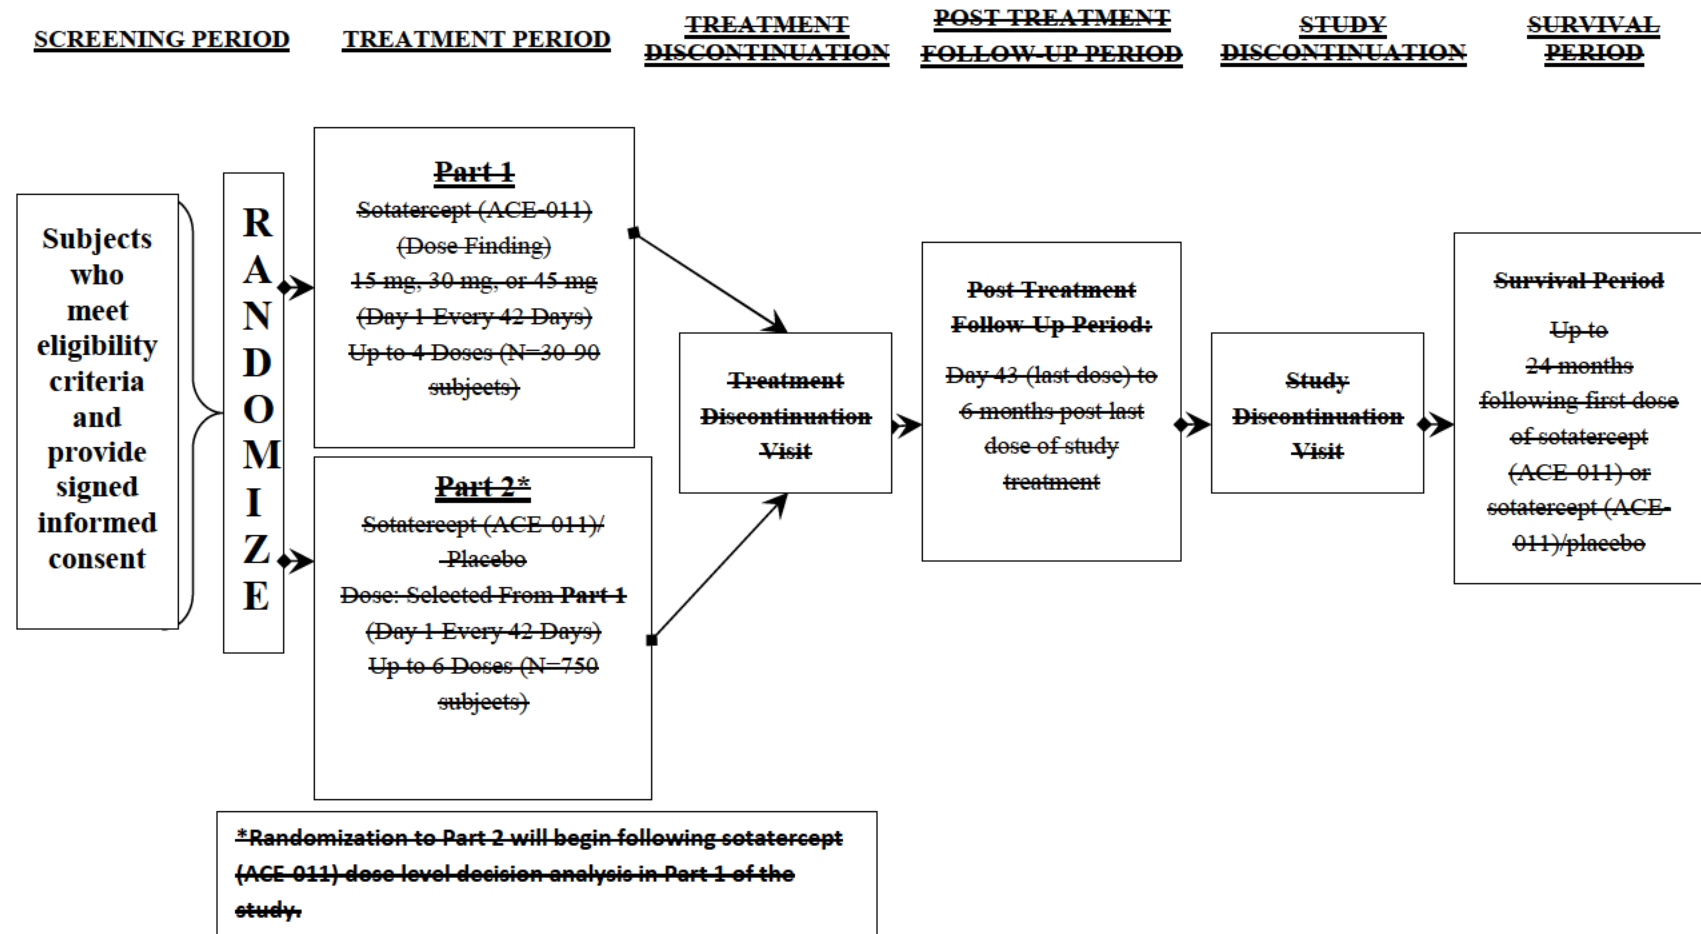 SCREENING PERIOD
TREATMENT PERIOD
TREATMENT
DISCONTINUATION
POST TREATMENT
FOLLOW-UP PERIOD
STUDY
DISCONTINUATION
SURVIVAL
PERIOD
Subjects
who
meet
eligibility
criteria
and
provide
signed
informed
consent
R
A
N
D
O
M
I
Z
E
Part 1
Sotatercept (ACE-011)
(Dose Finding)
15 mg, 30 mg, or 45 mg
(Day 1 Every 42 Days)
Up to 4 Doses (N=30-90
subjects)
Part 2*
Sotatercept (ACE-011)/
Placebo
Dose: Selected From Part 1
(Day 1 Every 42 Days)
Up to 6 Doses (N=750
subjects)
Treatment
Discontinuation
Visit
Post Treatment
Follow-Up Period:
Day 43 (last dose) to
6 months post last
dose of study
treatment
Study
Discontinuation
Visit
Survival Period
Up to
24 months
following first dose
of sotatercept
(ACE-011) or
sotatercept (ACE-
011)/placebo
*Randomization to Part 2 will begin following sotatercept
(ACE-011) dose level decision analysis in Part 1 of the
study.